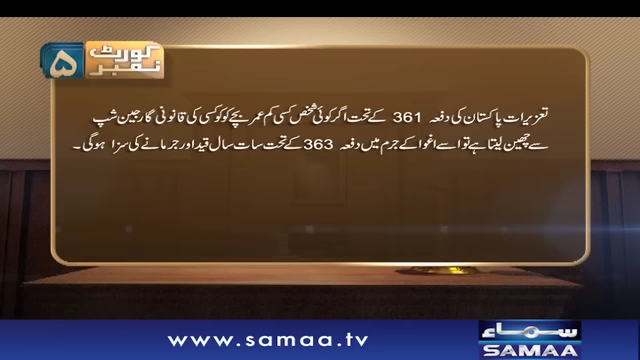 کورٹ
نمبر ۵
تعزیرات پاکستان کی دفعہ 361 کے تحت اگر کوئی شخص کسی کم عمر بچے کو کوکسی کی قانونی گارجین شپ
سے چھین لیتا ہے تو اسے اغوا کے جرم میں دفعہ 363 کے تحت سات سال قید اور جرمانے کی سزا ہوگی۔
www.samaa.tv
سماء
SAMAA